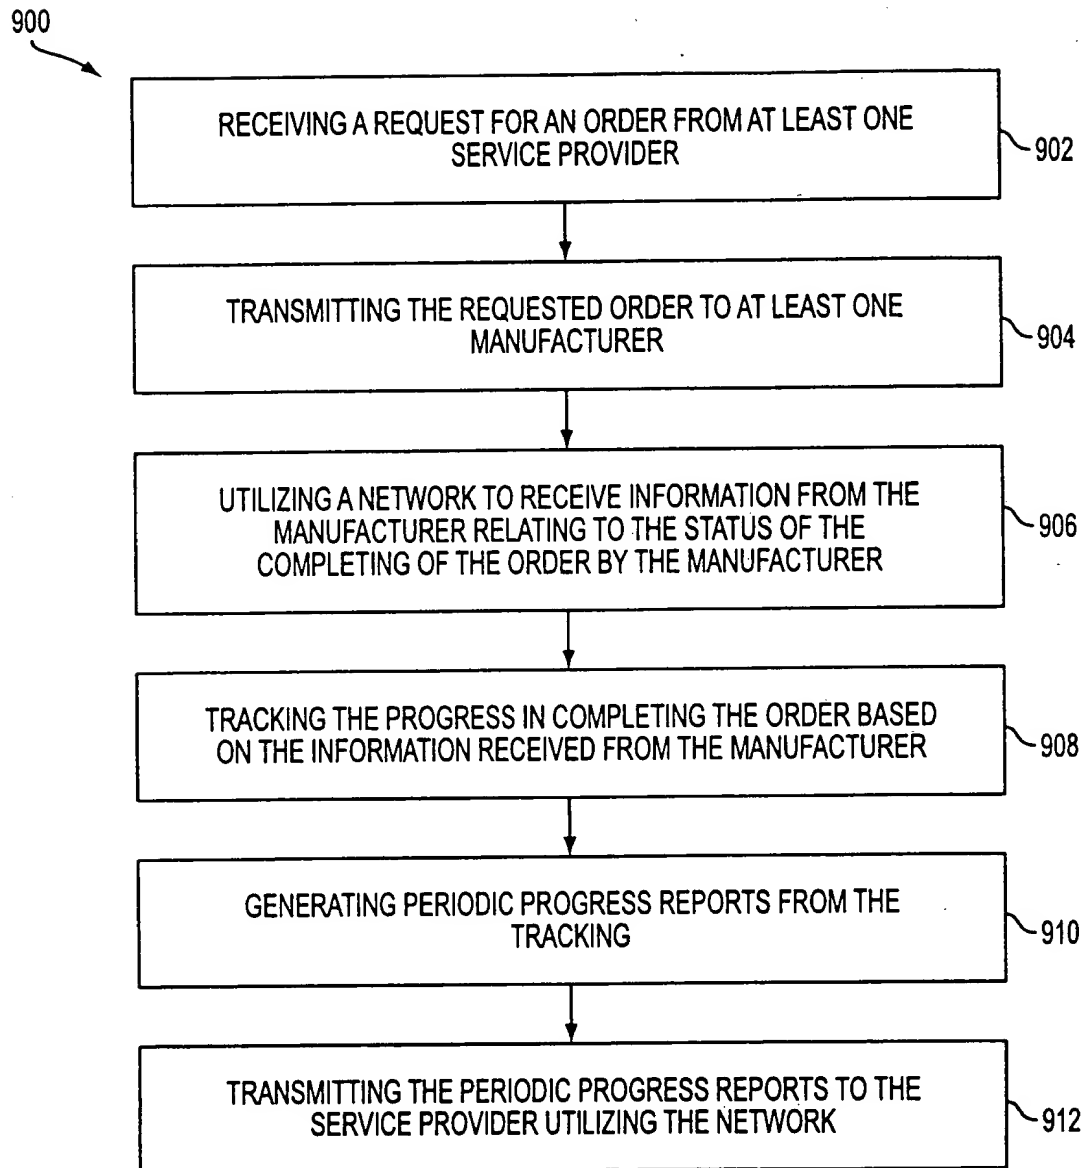 900
RECEIVING A REQUEST FOR AN ORDER FROM AT LEAST ONE
SERVICE PROVIDER
902
TRANSMITTING THE REQUESTED ORDER TO AT LEAST ONE
MANUFACTURER
904
UTILIZING A NETWORK TO RECEIVE INFORMATION FROM THE
MANUFACTURER RELATING TO THE STATUS OF THE
COMPLETING OF THE ORDER BY THE MANUFACTURER
906
TRACKING THE PROGRESS IN COMPLETING THE ORDER BASED
ON THE INFORMATION RECEIVED FROM THE MANUFACTURER
908
GENERATING PERIODIC PROGRESS REPORTS FROM THE
TRACKING
910
TRANSMITTING THE PERIODIC PROGRESS REPORTS TO THE
SERVICE PROVIDER UTILIZING THE NETWORK
912